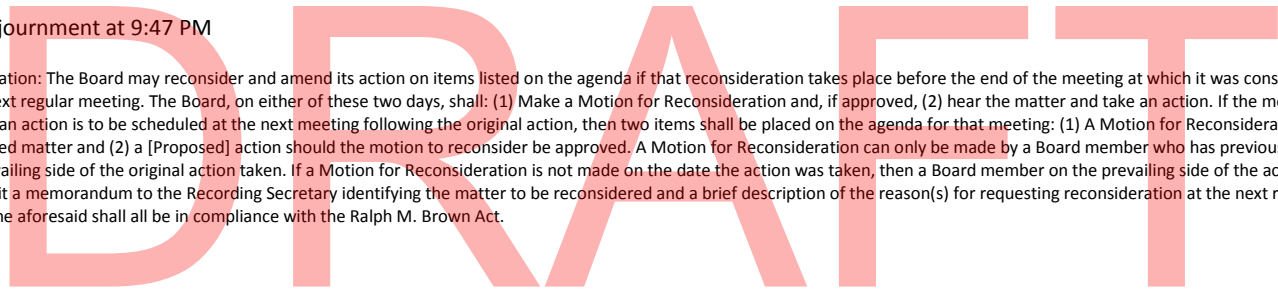 journment at 9:47 PM
ation: The Board may reconsider and amend its action on items listed on the agenda if that reconsideration takes place before the end of the meeting at which it was cons
ext regular meeting. The Board, on either of these two days, shall: (1) Make a Motion for Reconsideration and, if approved, (2) hear the matter and take an action. If the m
an action is to be scheduled at the next meeting following the original action, then two items shall be placed on the agenda for that meeting: (1) A Motion for Reconsidera
ed matter and (2) a [Proposed] action should the motion to reconsider be approved. A Motion for Reconsideration can only be made by a Board member who has previous
vailing side of the original action taken. If a Motion for Reconsideration is not made on the date the action was taken, then a Board member on the prevailing side of the ac
it a memorandum to the Recording Secretary identifying the matter to be reconsidered and a brief description of the reason(s) for requesting reconsideration at the next
he aforesaid shall all be in compliance with the Ralph M. Brown Act.
DRAFT